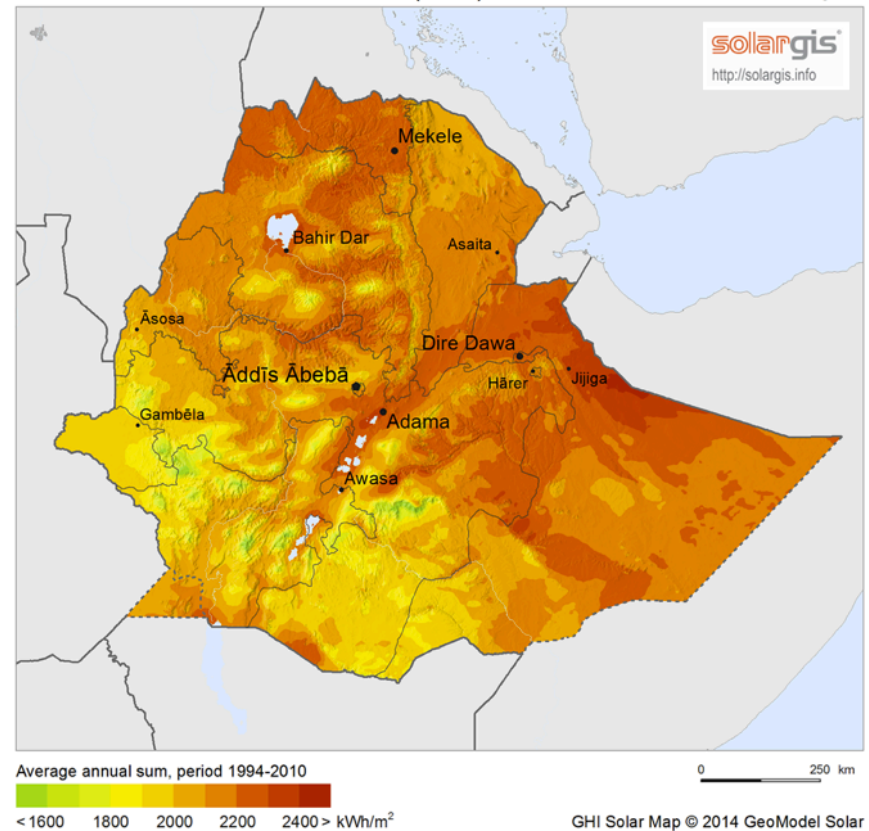 solargis
http://solargis.info
Mekele
Bahir Dar
Asaita
Āsosa
Dire Dawa
Āddīs Ābebā
Hārer
Jijiga
Gambēla
Adama
Awasa
Average annual sum, period 1994-2010
0 250 km
<1600 1800 2000 2200 2400> kWh/m²
GHI Solar Map © 2014 GeoModel Solar